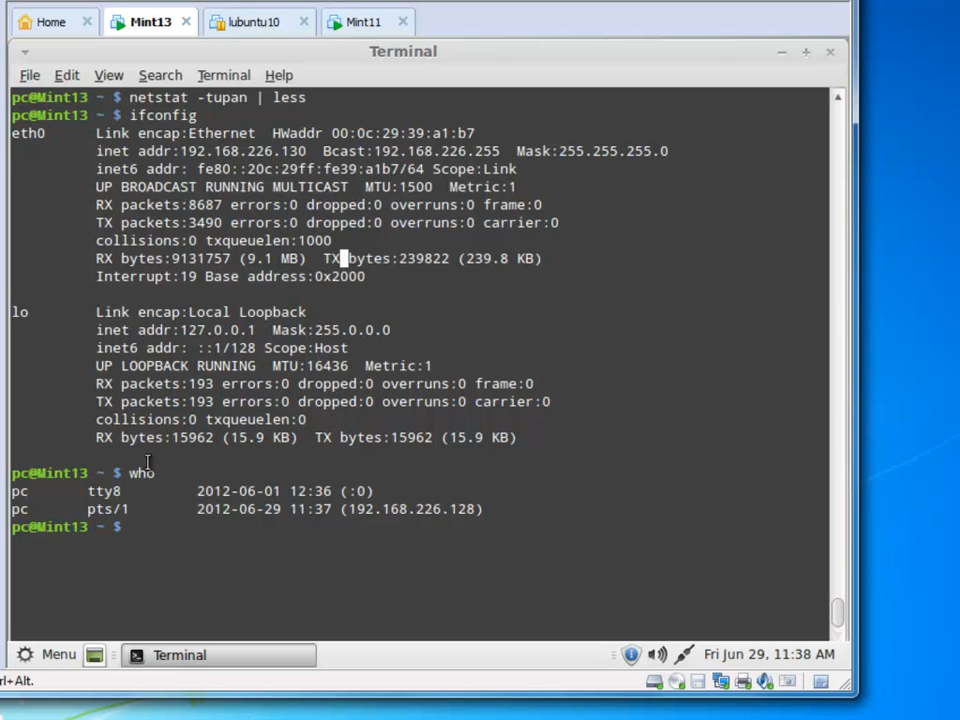 Home Mint13 lubuntu10 Mint11
Terminal
File Edit View Search Terminal Help
pc@Mint13 ~ $ netstat -tupan | less
pc@Mint13 ~ $ ifconfig
eth0 Link encap:Ethernet HWaddr 00:0c:29:39:a1:b7
inet addr:192.168.226.130 Bcast:192.168.226.255 Mask:255.255.255.0
inet6 addr: fe80::20c:29ff:fe39:a1b7/64 Scope:Link
UP BROADCAST RUNNING MULTICAST MTU:1500 Metric:1
RX packets:8687 errors:0 dropped:0 overruns:0 frame:0
TX packets:3490 errors:0 dropped:0 overruns:0 carrier:0
collisions:0 txqueuelen:1000
RX bytes:9131757 (9.1 MB) TX bytes:239822 (239.8 KB)
Interrupt:19 Base address:0x2000
lo Link encap:Local Loopback
inet addr:127.0.0.1 Mask:255.0.0.0
inet6 addr: ::1/128 Scope:Host
UP LOOPBACK RUNNING MTU:16436 Metric:1
RX packets:193 errors:0 dropped:0 overruns:0 frame:0
TX packets:193 errors:0 dropped:0 overruns:0 carrier:0
collisions:0 txqueuelen:0
RX bytes:15962 (15.9 KB) TX bytes:15962 (15.9 KB)
pc@Mint13 ~ $ who
pc tty8 2012-06-01 12:36 (:0)
pc pts/1 2012-06-29 11:37 (192.168.226.128)
pc@Mint13 ~ $
Menu Terminal Fri Jun 29, 11:38 AM
rl+Alt.